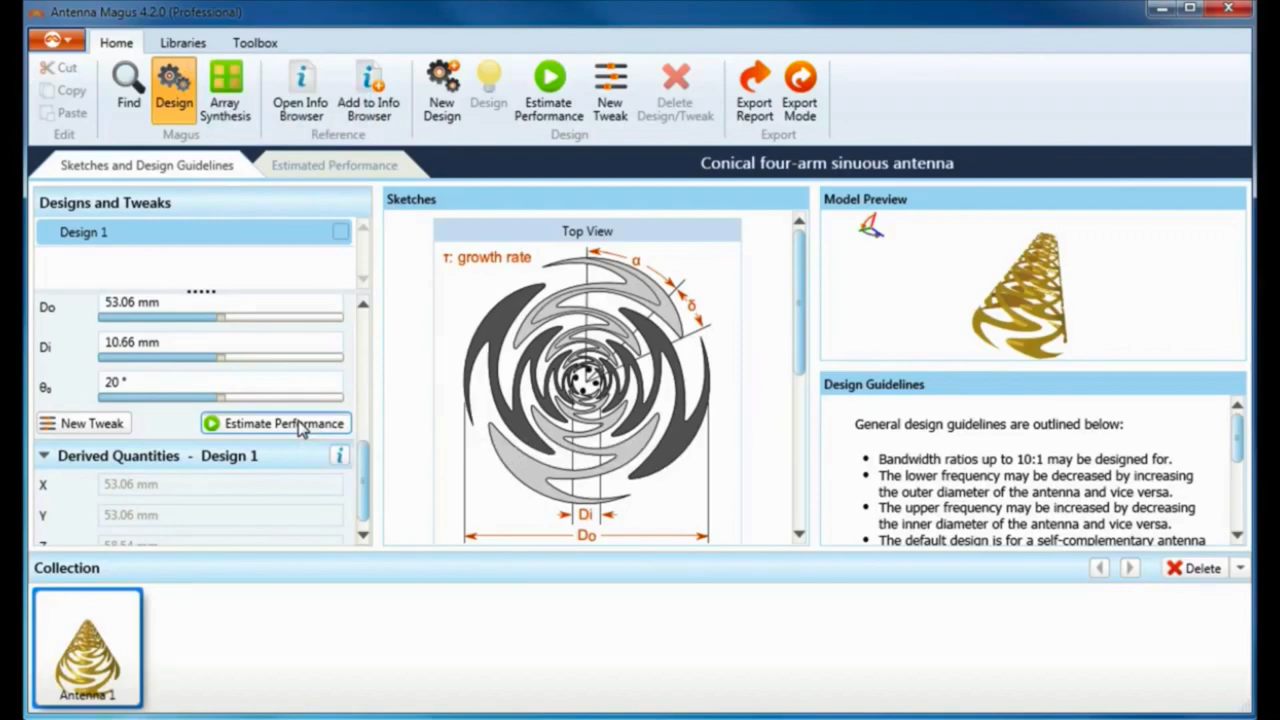 Antenna Magus 4.2.0 (Professional)
Home
Libraries
Toolbox
Cut
Copy
Paste
Edit
Find
Design
Array
Synthesis
Magus
Open Info
Browser
Add to Info
Browser
Reference
New
Design
Design
Estimate
Performance
New
Tweak
Delete
Design/Tweak
Design
Export
Report
Export
Mode
Export
Sketches and Design Guidelines
Estimated Performance
Conical four-arm sinuous antenna
Designs and Tweaks
Design 1
Do
53.06 mm
Di
10.66 mm
θ₀
20 °
New Tweak
Estimate Performance
Derived Quantities - Design 1
X
53.06 mm
Y
53.06 mm
Sketches
Top View
τ: growth rate
α
δ
Di
Do
Model Preview
Design Guidelines
General design guidelines are outlined below:
• Bandwidth ratios up to 10:1 may be designed for.
• The lower frequency may be decreased by increasing
the outer diameter of the antenna and vice versa.
• The upper frequency may be increased by decreasing
the inner diameter of the antenna and vice versa.
• The default design is for a self-complementary antenna
Collection
Delete
Antenna 1